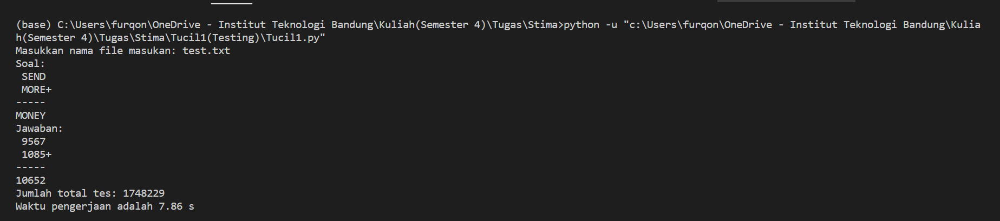 (base) C:\Users\furqon\OneDrive - Institut Teknologi Bandung\Kuliah(Semester 4)\Tugas\Stima>python -u "c:\Users\furqon\OneDrive - Institut Teknologi Bandung\Kulia
h(Semester 4)\Tugas\Stima\Tucil1(Testing)\Tucil1.py"
Masukkan nama file masukan: test.txt
Soal:
 SEND
 MORE+
-----
MONEY
Jawaban:
 9567
 1085+
-----
10652
Jumlah total tes: 1748229
Waktu pengerjaan adalah 7.86 s